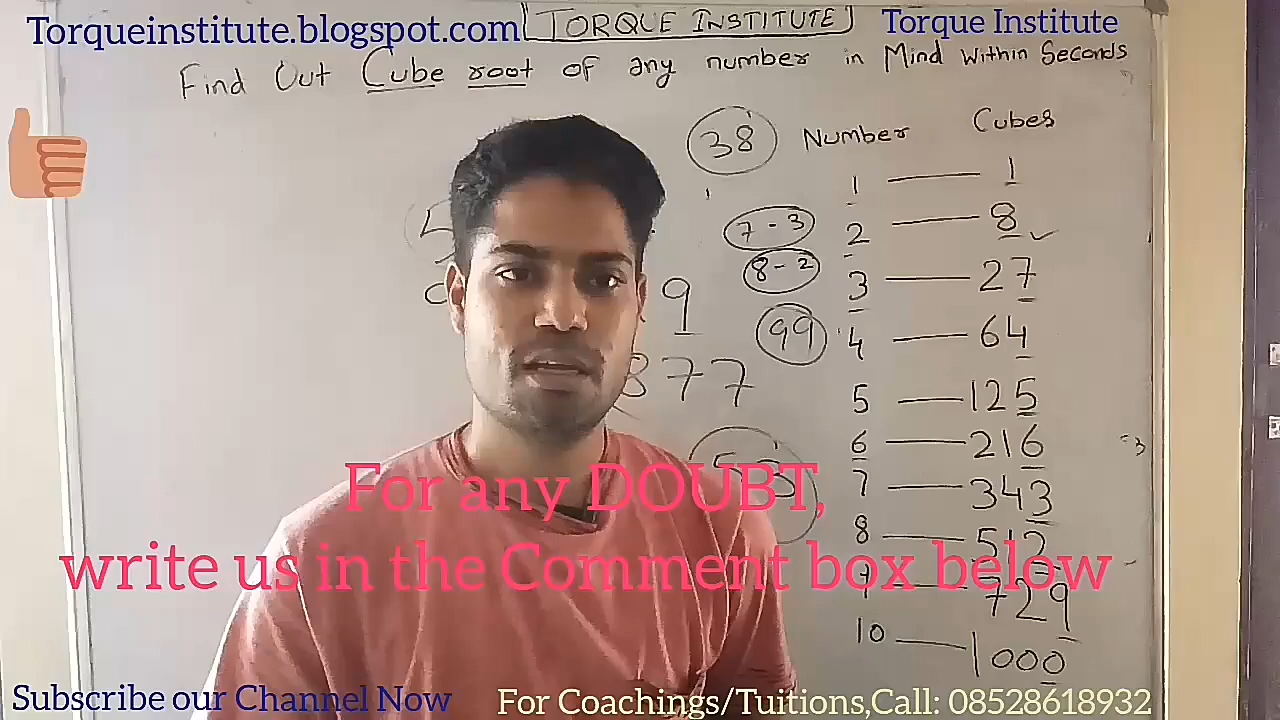 Torqueinstitute.blogspot.com [TORQUE INSTITUTE] Torque Institute
Find Out Cube root of any number in Mind Within Seconds
38 Number Cubes
1 — 1
7 - 3
2 — 8
8 - 2
3 — 27
9
99
4 — 64
877
5 — 125
6 — 216
7 — 343
8 — 512
729
10 — 1000
For any DOUBT,
write us in the Comment box below
Subscribe our Channel Now For Coachings/Tuitions,Call: 08528618932